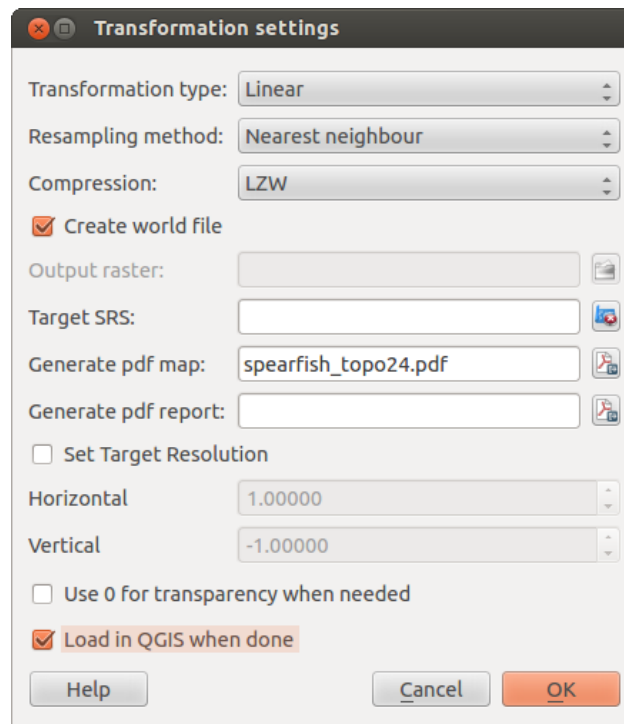 Transformation settings
Transformation type: Linear
Resampling method: Nearest neighbour
Compression: LZW
Create world file
Output raster:
Target SRS:
Generate pdf map: spearfish_topo24.pdf
Generate pdf report:
Set Target Resolution
Horizontal 1.00000
Vertical -1.00000
Use 0 for transparency when needed
Load in QGIS when done
Help Cancel OK